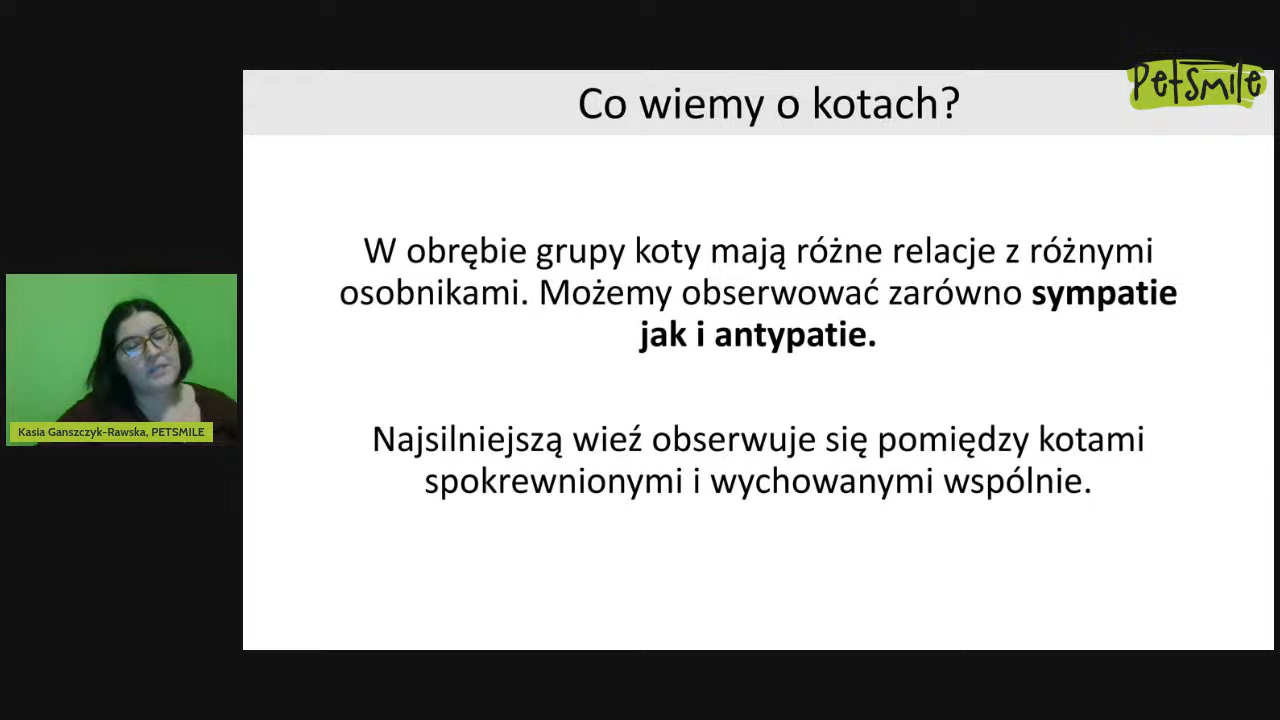 PetSmile
Co wiemy o kotach?
W obrębie grupy koty mają różne relacje z różnymi
osobnikami. Możemy obserwować zarówno sympatie
jak i antypatie.
Najsilniejszą wieź obserwuje się pomiędzy kotami
spokrewnionymi i wychowanymi wspólnie.
Kasia Ganszczyk-Rawska, PETSMILE